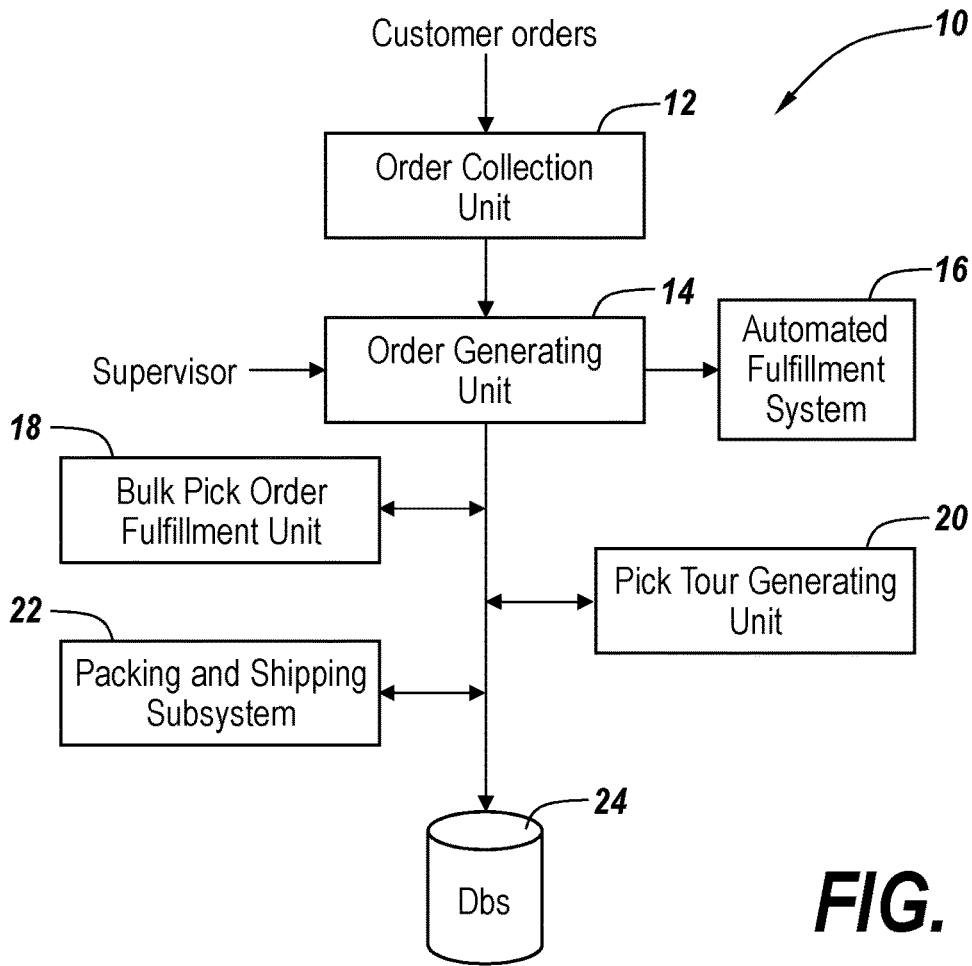 Customer orders
10
12
Order Collection
Unit
14
16
Order Generating
Unit
Automated
Fulfillment
System
Supervisor
18
Bulk Pick Order
Fulfillment Unit
20
Pick Tour Generating
Unit
22
Packing and Shipping
Subsystem
24
Dbs
FIG.